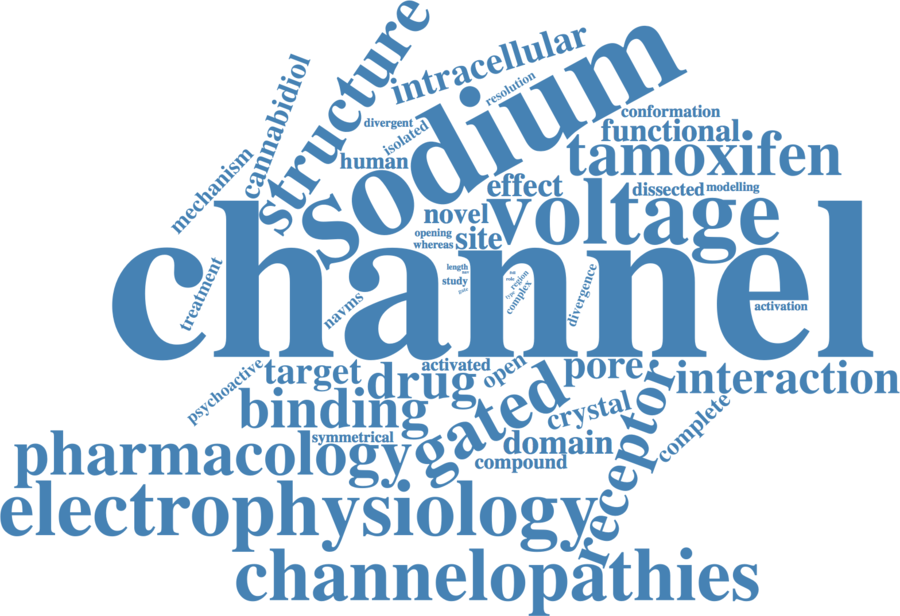 structure
sodium
intracellular
cannabidiol
resolution
divergent
isolated
conformation
functional
mechanism
human
tamoxifen
effect
dissected
modelling
novel
voltage
opening
whereas
site
channel
treatment
navms
length
study
region
type
complex
divergence
activation
psychoactive
target
drug
activated
open
pore
interaction
binding
gated
crystal
receptor
complete
symmetrical
domain
compound
pharmacology
electrophysiology
channelopathies